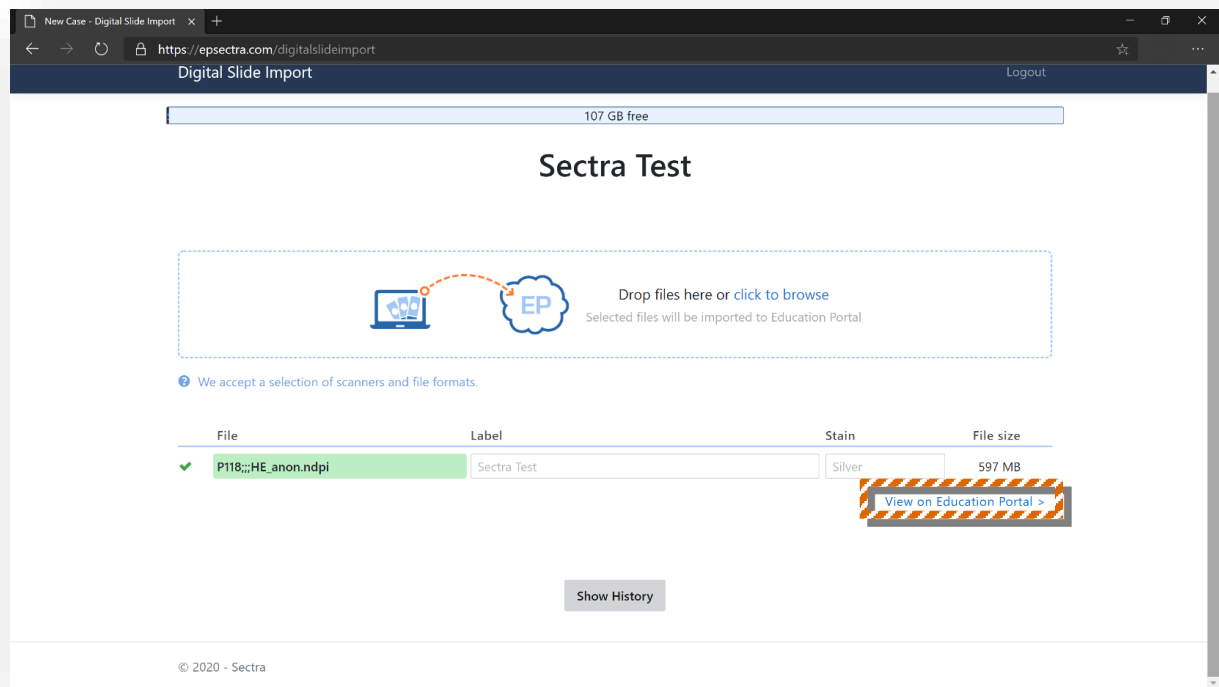 New Case - Digital Slide Import
https://epsectra.com/digitalslideimport
Digital Slide Import Logout
107 GB free
Sectra Test
EP
Drop files here or click to browse
Selected files will be imported to Education Portal
? We accept a selection of scanners and file formats.
File Label Stain File size
P118;;;HE_anon.ndpi Sectra Test Silver 597 MB
View on Education Portal >
Show History
© 2020 - Sectra